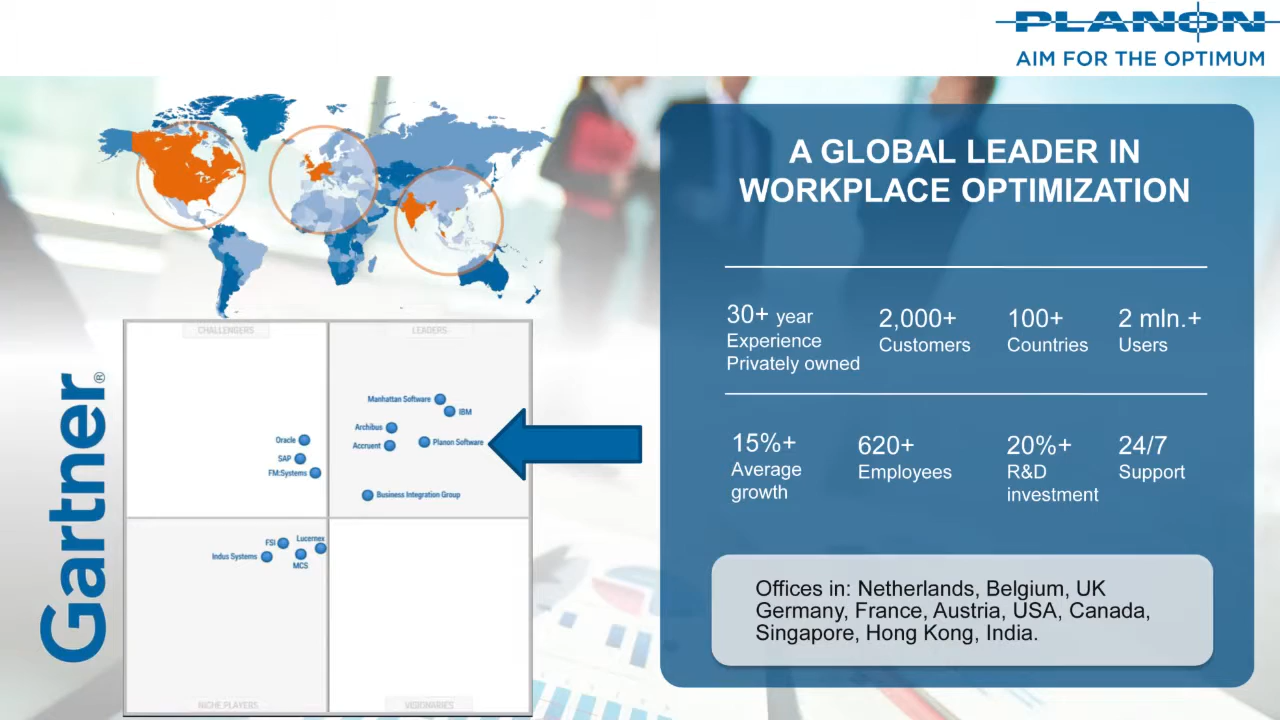 PLANON
AIM FOR THE OPTIMUM
Gartner®
CHALLENGERS
LEADERS
Manhattan Software
IBM
Archibus
Accruent
Planon Software
Oracle
SAP
FM:Systems
Business Integration Group
FSI
Lucernex
Indus Systems
MCS
NICHE PLAYERS
VISIONARIES
A GLOBAL LEADER IN
WORKPLACE OPTIMIZATION
30+ year
Experience
Privately owned
2,000+
Customers
100+
Countries
2 mln.+
Users
15%+
Average
growth
620+
Employees
20%+
R&D
investment
24/7
Support
Offices in: Netherlands, Belgium, UK
Germany, France, Austria, USA, Canada,
Singapore, Hong Kong, India.